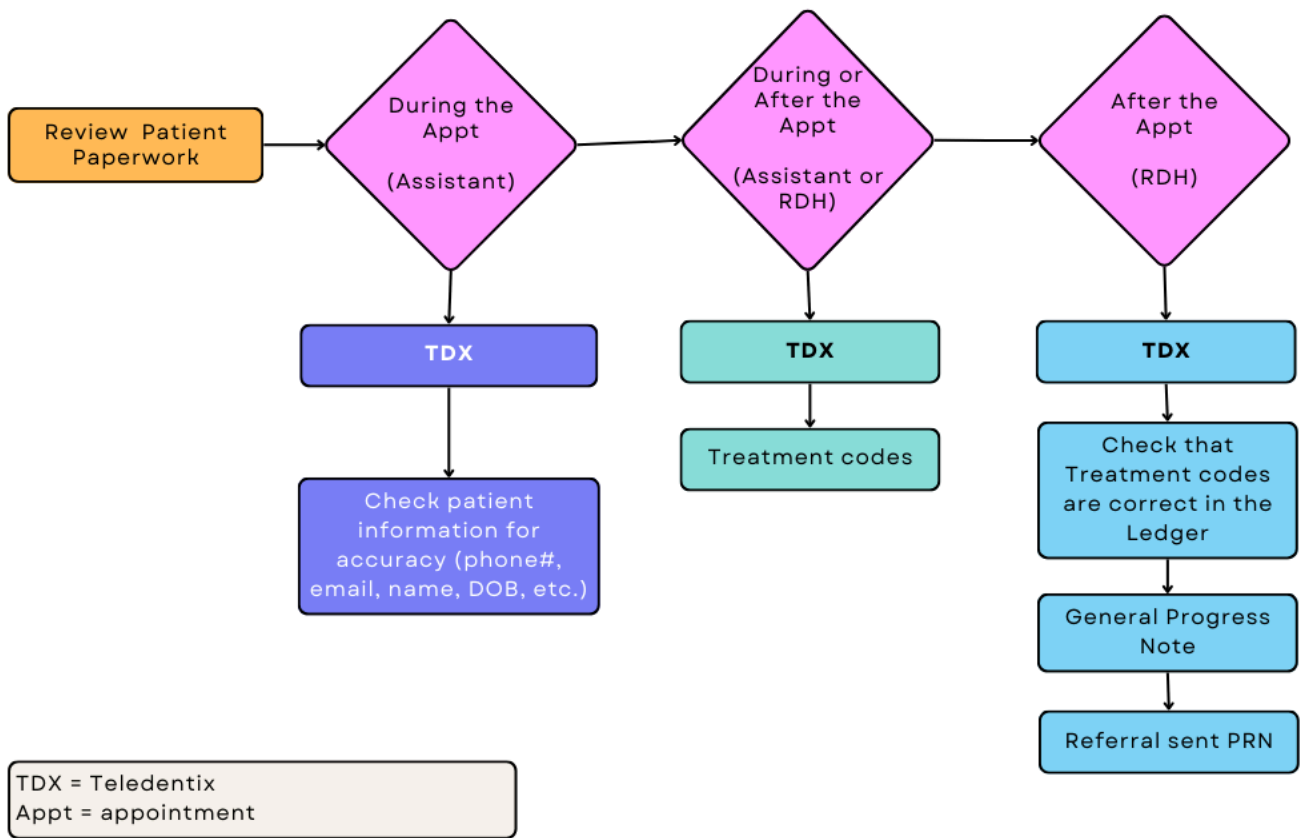 Review Patient
Paperwork
During the
Appt
(Assistant)
During or
After the
Appt
(Assistant or
RDH)
After the
Appt
(RDH)
TDX
Check patient
information for
accuracy (phone#,
email, name, DOB, etc.)
TDX
Treatment codes
TDX
Check that
Treatment codes
are correct in the
Ledger
General Progress
Note
Referral sent PRN
TDX = Teledentix
Appt = appointment